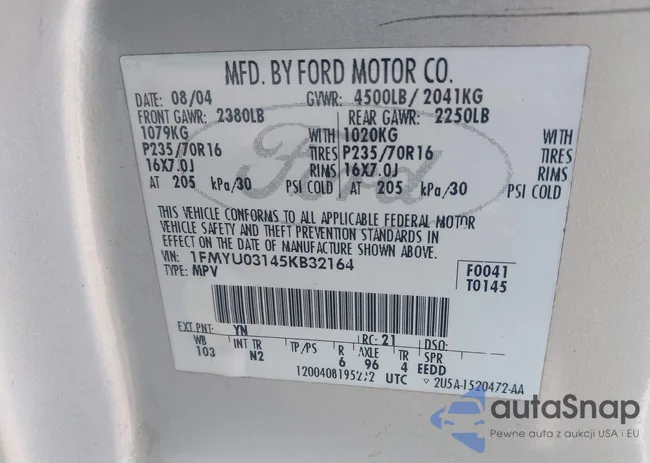 MFD. BY FORD MOTOR CO.
DATE: 08/04 GVWR: 4500LB/ 2041KG
FRONT GAWR: 2380LB REAR GAWR: 2250LB
1079KG WITH 1020KG WITH
P235/70R16 TIRES P235/70R16 TIRES
16X7.0J RIMS 16X7.0J RIMS
AT 205 kPa/30 PSI COLD AT 205 kPa/30 PSI COLD
Ford
THIS VEHICLE CONFORMS TO ALL APPLICABLE FEDERAL MOTOR
VEHICLE SAFETY AND THEFT PREVENTION STANDARDS IN
EFFECT ON THE DATE OF MANUFACTURE SHOWN ABOVE.
VIN: 1FMYU03145KB32164
TYPE: MPV
F0041
T0145
EXT PNT: YN RC: 21 DSO:
WB INT TR TP/PS R AXLE TR SPR
103 N2 6 96 4 EEDD
UTC ▽ 2U5A-1520472-AA
autoSnap
Pewne auta z aukcji USA i EU